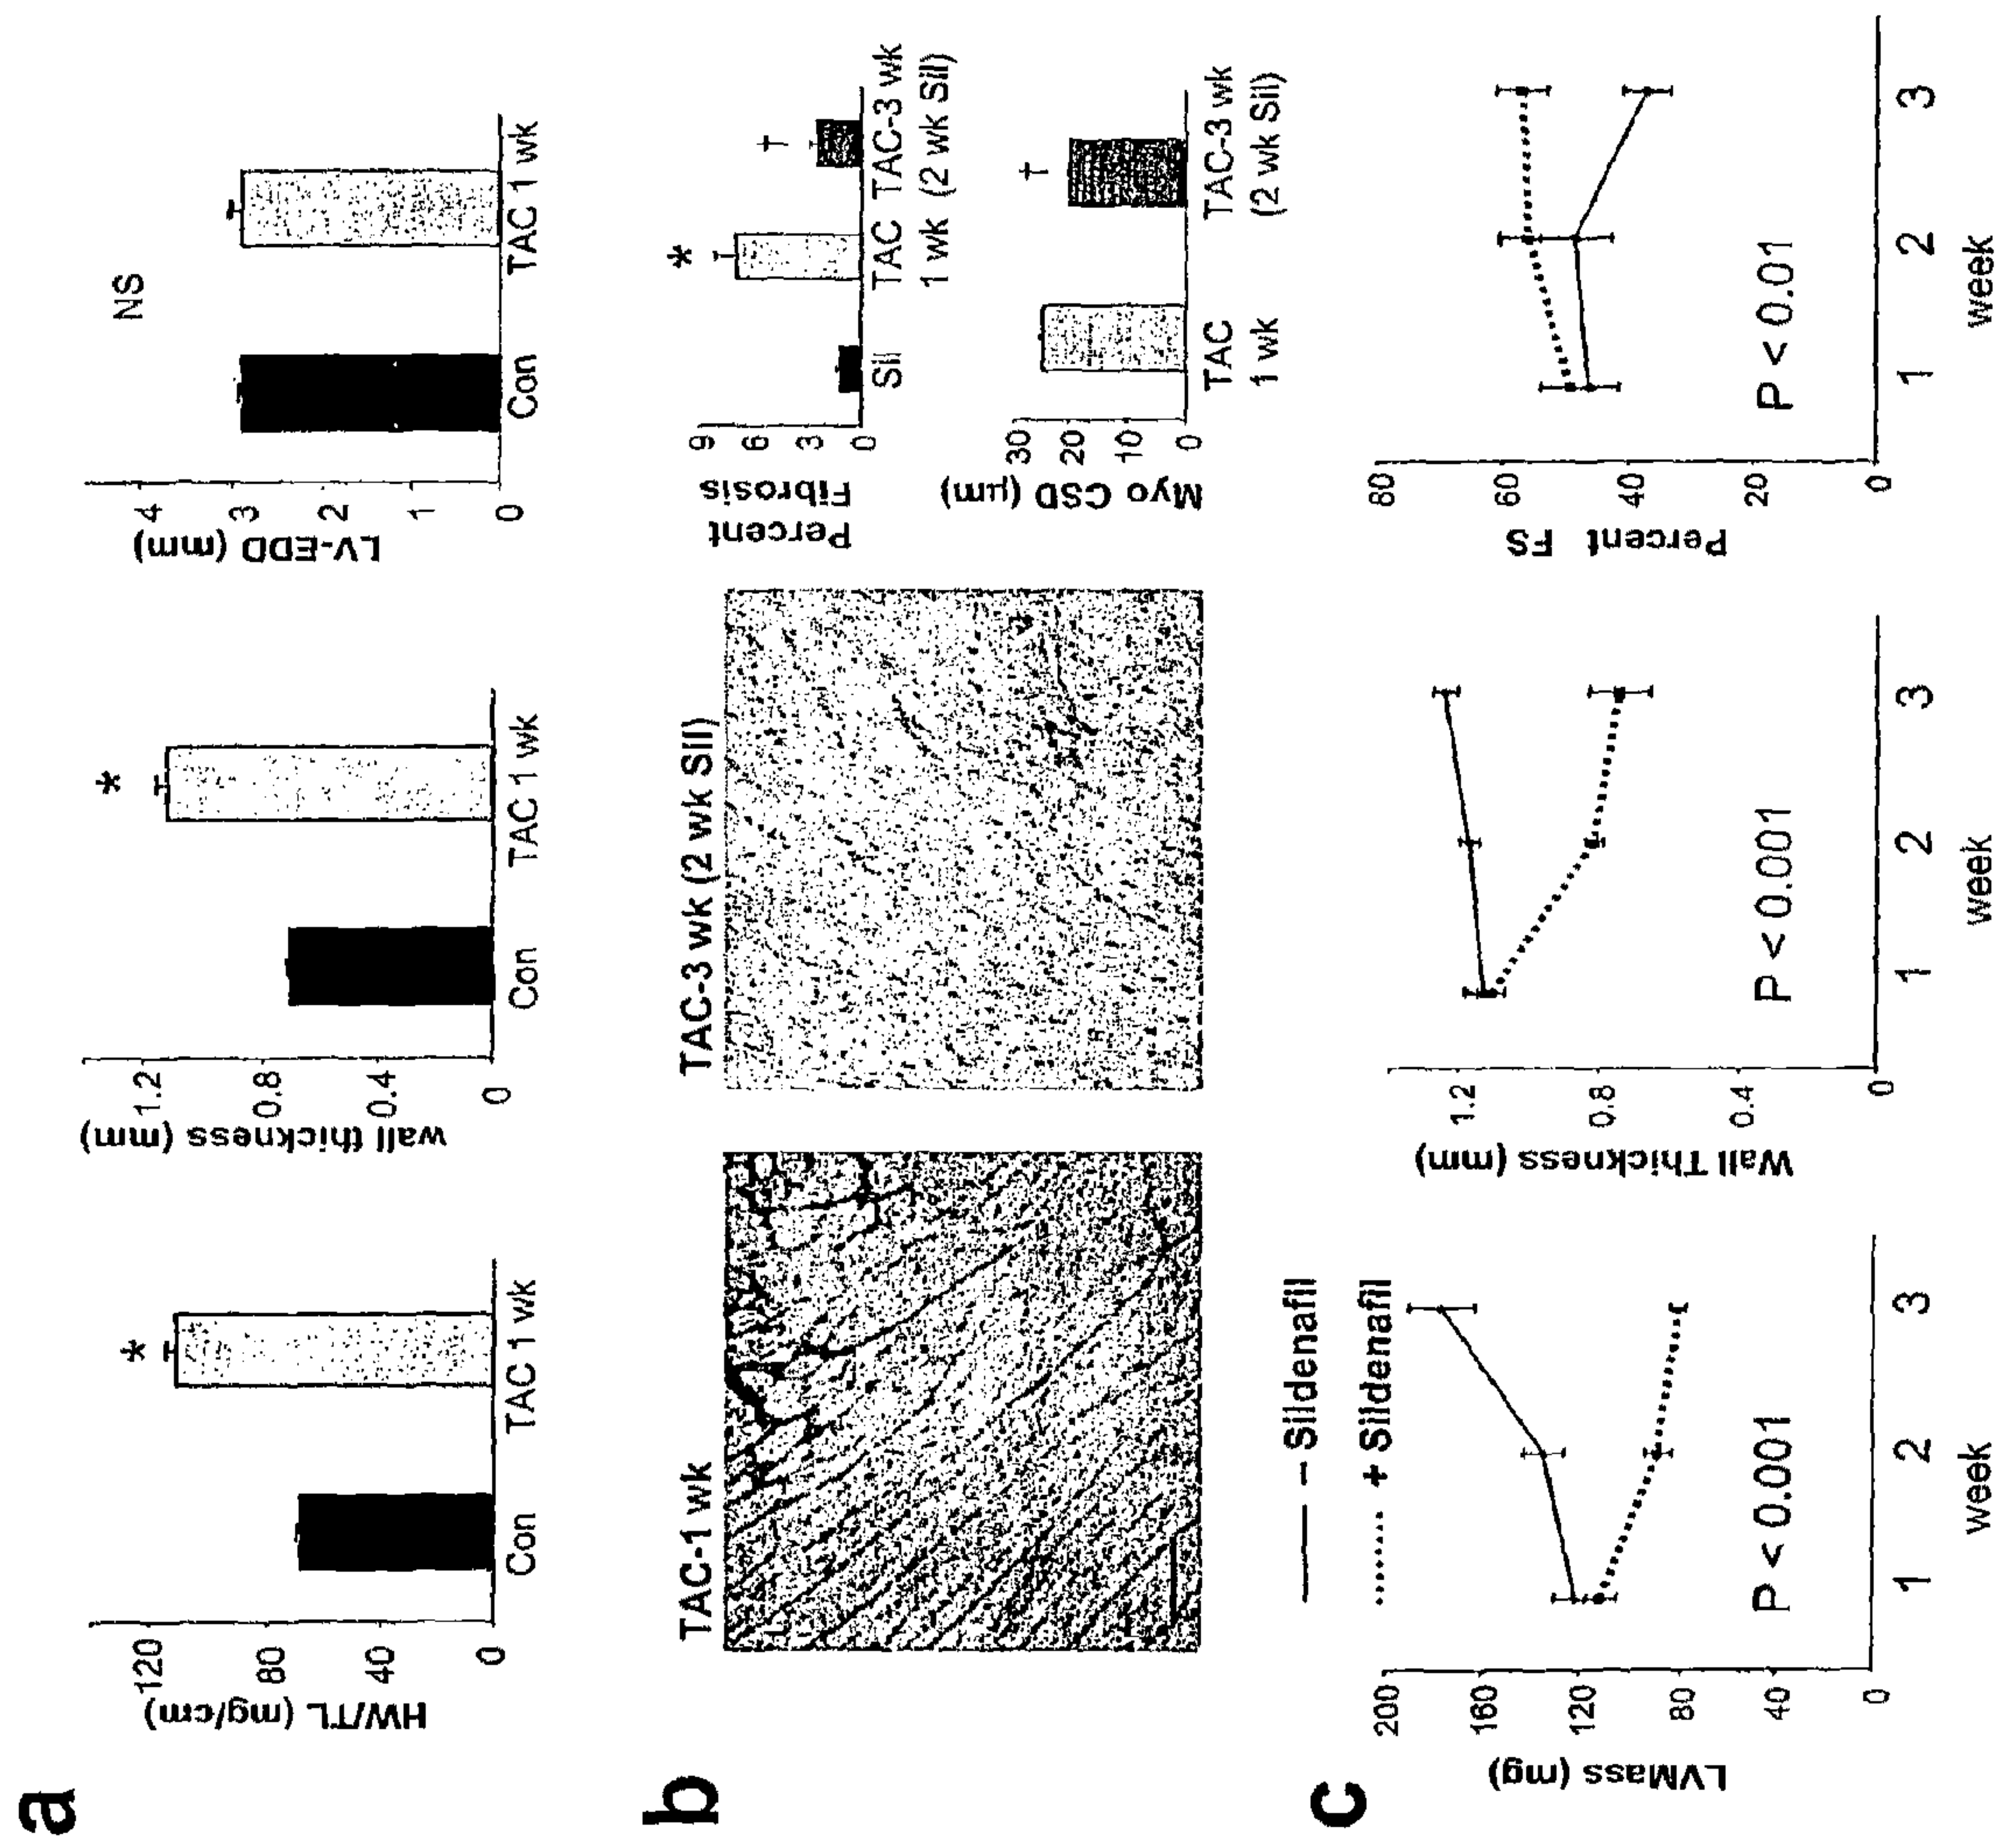 a
HW/TL (mg/cm)
120
80
40
0
*
Con
TAC 1 wk
wall thickness (mm)
1.2
0.8
0.4
0
*
Con
TAC 1 wk
LV-EDD (mm)
4
3
2
1
0
NS
Con
TAC 1 wk
b
TAC-1 wk
TAC-3 wk (2 wk Sil)
Percent
Fibrosis
9
6
3
0
*
†
Sil
TAC
1 wk
TAC-3 wk
(2 wk Sil)
Myo CSD (μm)
30
20
10
0
†
TAC
1 wk
TAC-3 wk
(2 wk Sil)
c
– Sildenafil
+ Sildenafil
LVMass (mg)
200
160
120
80
40
0
P < 0.001
1 2 3
week
Wall Thickness (mm)
1.2
0.8
0.4
0
P < 0.001
1 2 3
week
Percent FS
80
60
40
20
0
P < 0.01
1 2 3
week